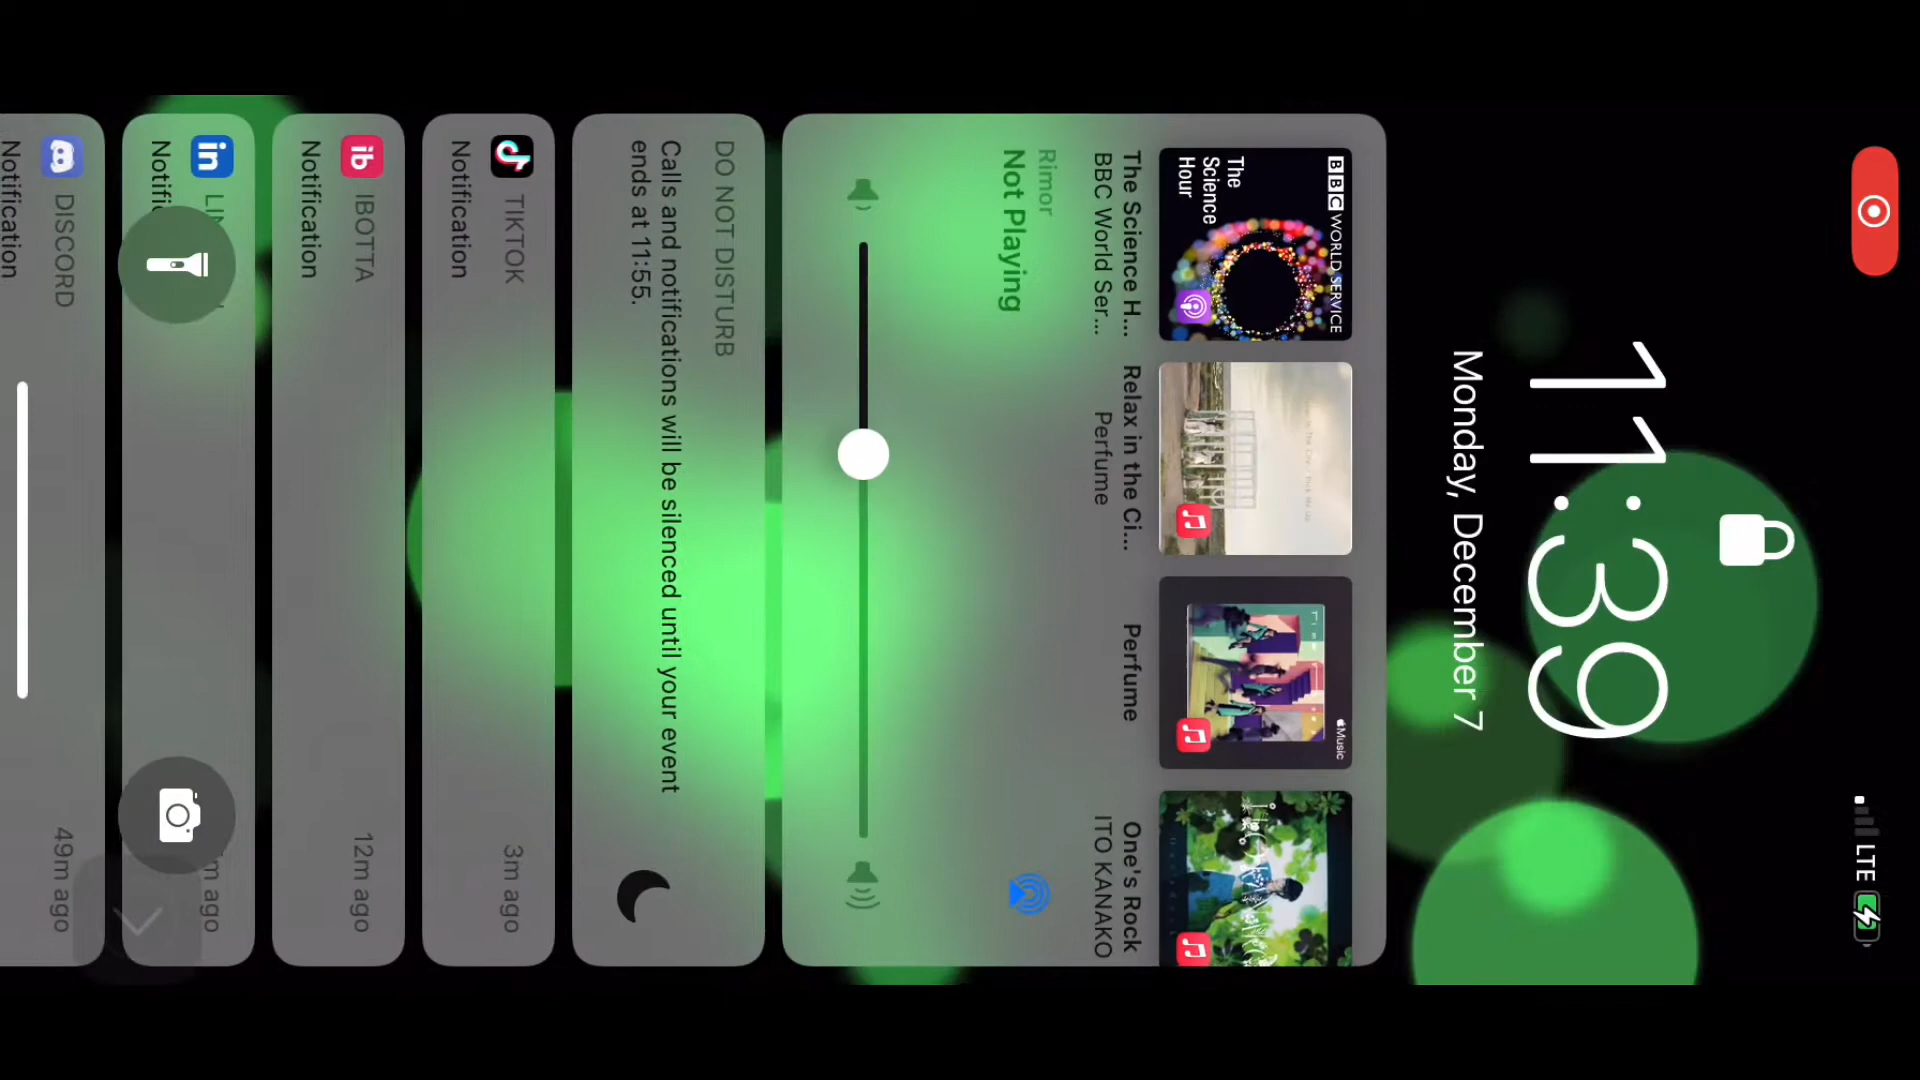 LTE
11:39
Monday, December 7
BBC WORLD SERVICE
The
Science
Hour
The Science H...
BBC World Ser...
Relax in the Ci...
Perfume
Music
Perfume
One's Rock
ITO KANAKO
Rimor
Not Playing
DO NOT DISTURB
Calls and notifications will be silenced until your event
ends at 11:55.
TIKTOK
3m ago
Notification
IBOTTA
12m ago
Notification
in
m ago
DISCORD
49m ago
Notification